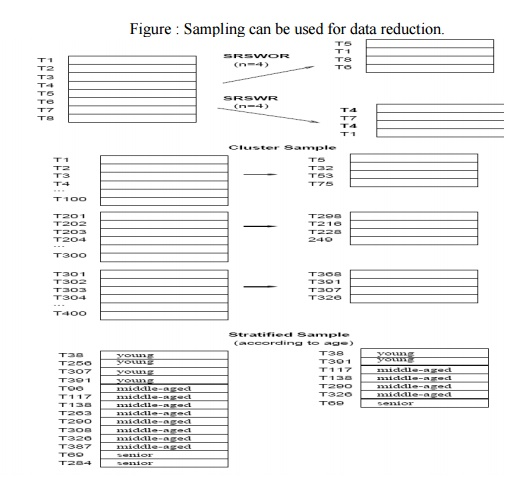 Figure : Sampling can be used for data reduction.
SRSWOR
(n=4)
T1
T2
T3
T4
T5
T6
T7
T8
T5
T1
T8
T6
SRSWR
(n=4)
T4
T7
T4
T1
Cluster Sample
T1
T2
T3
T4
...
T100
T5
T32
T53
T75
T201
T202
T203
T204
...
T300
T298
T216
T228
249
T301
T302
T303
T304
...
T400
T368
T391
T307
T326
Stratified Sample
(according to age)
T38 young
T256 young
T307 young
T391 young
T96 middle-aged
T117 middle-aged
T138 middle-aged
T263 middle-aged
T290 middle-aged
T308 middle-aged
T326 middle-aged
T387 middle-aged
T69 senior
T284 senior
T38 young
T391 young
T117 middle-aged
T138 middle-aged
T290 middle-aged
T326 middle-aged
T69 senior